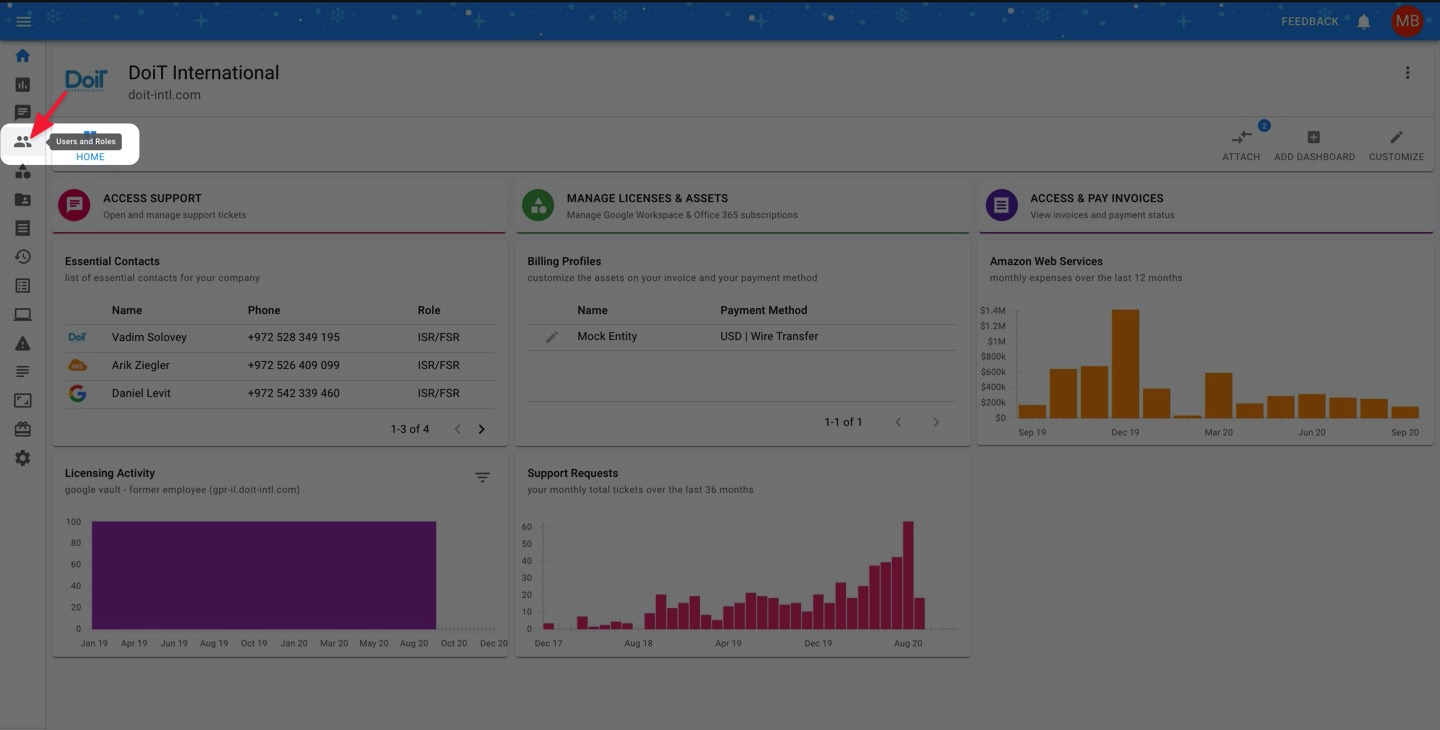 FEEDBACK
MB
DoiT
INTERNATIONAL
DoiT International
doit-intl.com
Users and Roles
HOME
2
ATTACH
ADD DASHBOARD
CUSTOMIZE
ACCESS SUPPORT
Open and manage support tickets
MANAGE LICENSES & ASSETS
Manage Google Workspace & Office 365 subscriptions
ACCESS & PAY INVOICES
View invoices and payment status
Essential Contacts
list of essential contacts for your company
Name Phone Role
DoiT Vadim Solovey +972 528 349 195 ISR/FSR
Arik Ziegler +972 526 409 099 ISR/FSR
Daniel Levit +972 542 339 460 ISR/FSR
1-3 of 4
Billing Profiles
customize the assets on your invoice and your payment method
Name Payment Method
Mock Entity USD | Wire Transfer
1-1 of 1
Amazon Web Services
monthly expenses over the last 12 months
$1.4M
$1.2M
$1M
$800k
$600k
$400k
$200k
$0
Sep 19 Dec 19 Mar 20 Jun 20 Sep 20
Licensing Activity
google vault - former employee (gpr-il.doit-intl.com)
100
80
60
40
20
0
Jan 19 Apr 19 Jun 19 Aug 19 Oct 19 Jan 20 Mar 20 May 20 Aug 20 Oct 20 Dec 20
Support Requests
your monthly total tickets over the last 36 months
60
50
40
30
20
10
0
Dec 17 Aug 18 Apr 19 Dec 19 Aug 20